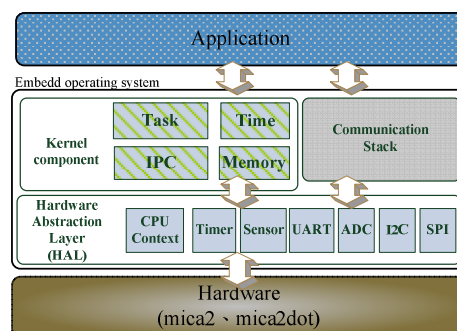 Application
Embedd operating system
Kernel
component
Task
Time
IPC
Memory
Communication
Stack
Hardware
Abstraction
Layer
(HAL)
CPU
Context
Timer
Sensor
UART
ADC
I2C
SPI
Hardware
(mica2、mica2dot)